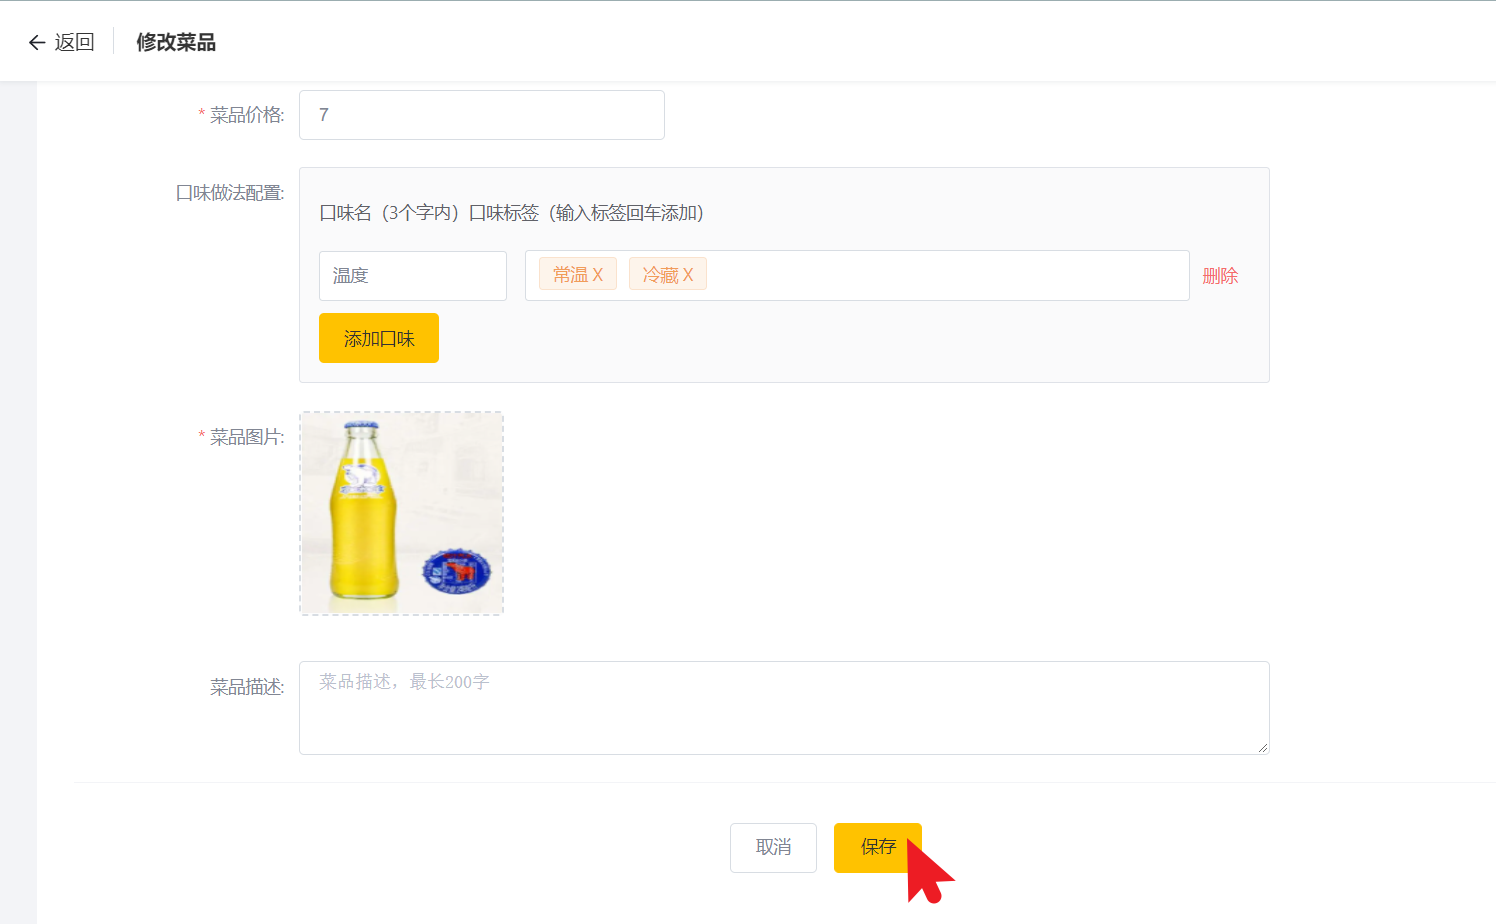 返回 修改菜品
* 菜品价格: 7
口味做法配置:
口味名（3个字内）口味标签（输入标签回车添加）
温度 常温 X 冷藏 X 删除
添加口味
* 菜品图片:
菜品描述: 菜品描述，最长200字
取消 保存